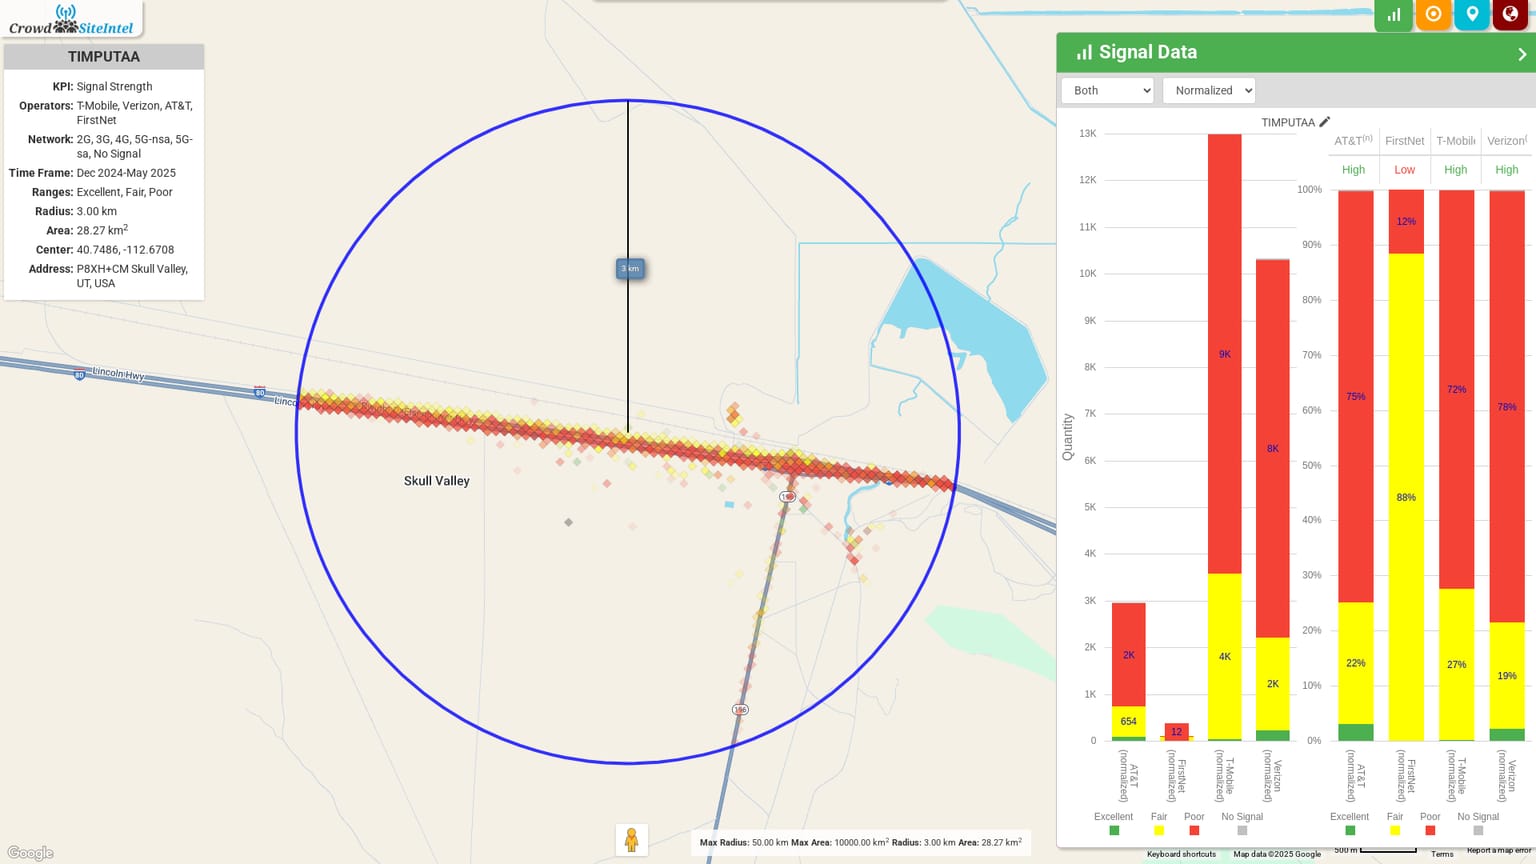 Crowd SiteIntel
TIMPUTAA
KPI: Signal Strength
Operators: T-Mobile, Verizon, AT&T,
FirstNet
Network: 2G, 3G, 4G, 5G-nsa, 5G-
sa, No Signal
Time Frame: Dec 2024-May 2025
Ranges: Excellent, Fair, Poor
Radius: 3.00 km
Area: 28.27 km2
Center: 40.7486, -112.6708
Address: P8XH+CM Skull Valley,
UT, USA
3 km
80
Lincoln Hwy
80
Linco
Skull Valley
196
196
Google
Max Radius: 50.00 km Max Area: 10000.00 km2 Radius: 3.00 km Area: 28.27 km2
Signal Data
Both
Normalized
TIMPUTAA
13K
12K
11K
10K
9K
8K
7K
6K
5K
4K
3K
2K
1K
0
Quantity
2K
654
12
9K
4K
8K
2K
AT&T (normalized)
FirstNet (normalized)
T-Mobile (normalized)
Verizon (normalized)
Excellent Fair Poor No Signal
AT&T(n) FirstNet T-Mobile Verizon(
High Low High High
100%
90%
80%
70%
60%
50%
40%
30%
20%
10%
0%
75%
22%
12%
88%
72%
27%
78%
19%
AT&T (normalized)
FirstNet (normalized)
T-Mobile (normalized)
Verizon (normalized)
Excellent Fair Poor No Signal
Keyboard shortcuts Map data ©2025 Google 500 m Terms Report a map error